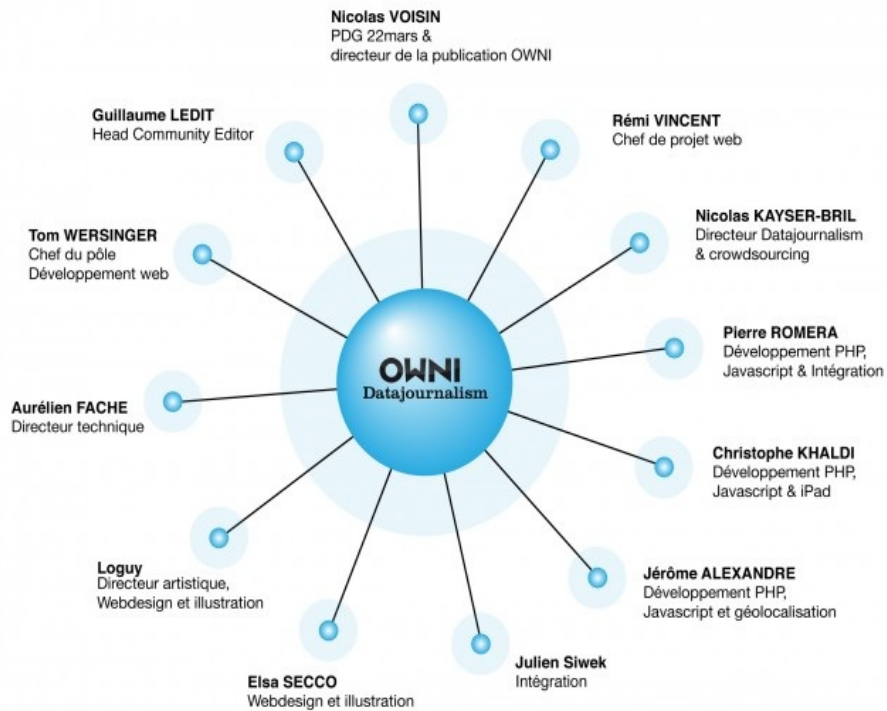 Nicolas VOISIN
PDG 22mars &
directeur de la publication OWNI
Guillaume LEDIT
Head Community Editor
Rémi VINCENT
Chef de projet web
Nicolas KAYSER-BRIL
Directeur Datajournalism
& crowdsourcing
Tom WERSINGER
Chef du pôle
Développement web
Pierre ROMERA
Développement PHP,
Javascript & Intégration
OWNI
Datajournalism
Aurélien FACHE
Directeur technique
Christophe KHALDI
Développement PHP,
Javascript & iPad
Loguy
Directeur artistique,
Webdesign et illustration
Jérôme ALEXANDRE
Développement PHP,
Javascript et géolocalisation
Julien Siwek
Intégration
Elsa SECCO
Webdesign et illustration